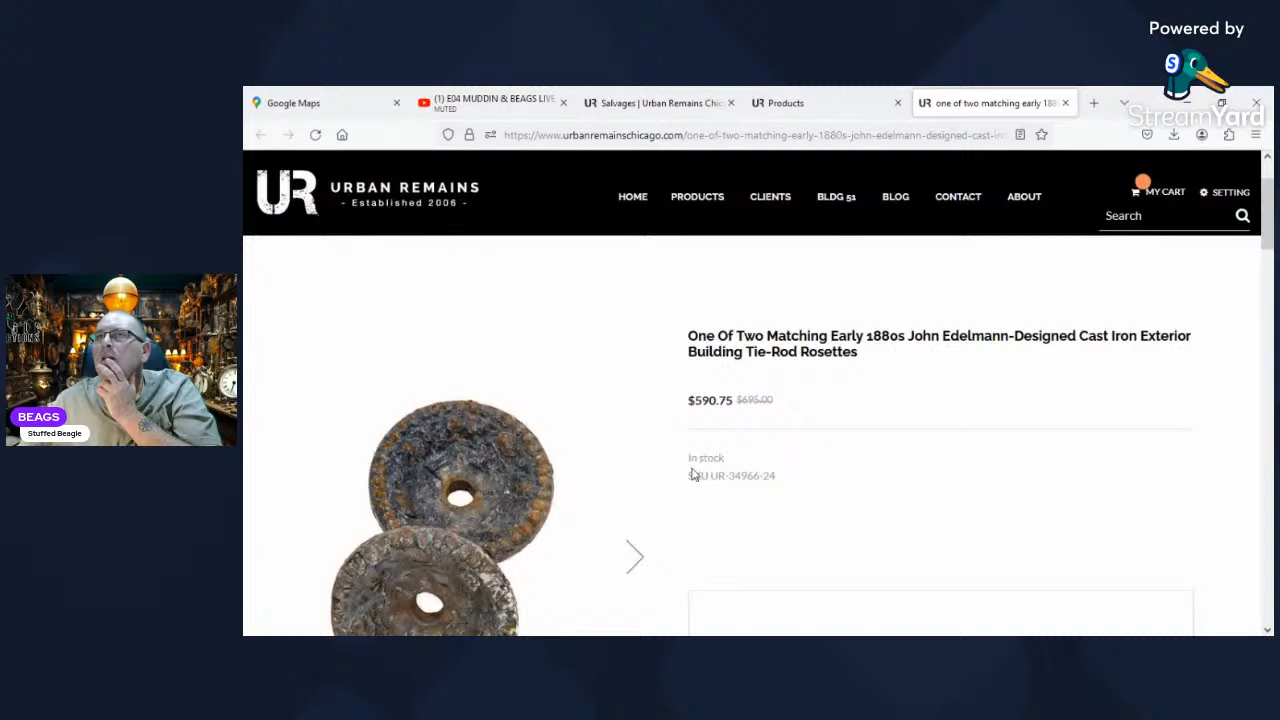 Powered by
S
StreamYard
Google Maps
(1) E04 MUDDIN & BEAGS LIVE
MUTED
UR Salvages | Urban Remains Chic
UR Products
UR one of two matching early 188
https://www.urbanremainschicago.com/one-of-two-matching-early-1880s-john-edelmann-designed-cast-ir
UR URBAN REMAINS
- Established 2006 -
HOME PRODUCTS CLIENTS BLDG 51 BLOG CONTACT ABOUT
MY CART SETTING
Search
One Of Two Matching Early 1880s John Edelmann-Designed Cast Iron Exterior
Building Tie-Rod Rosettes
$590.75 $695.00
In stock
SKU UR-34966-24
BEAGS
Stuffed Beagle